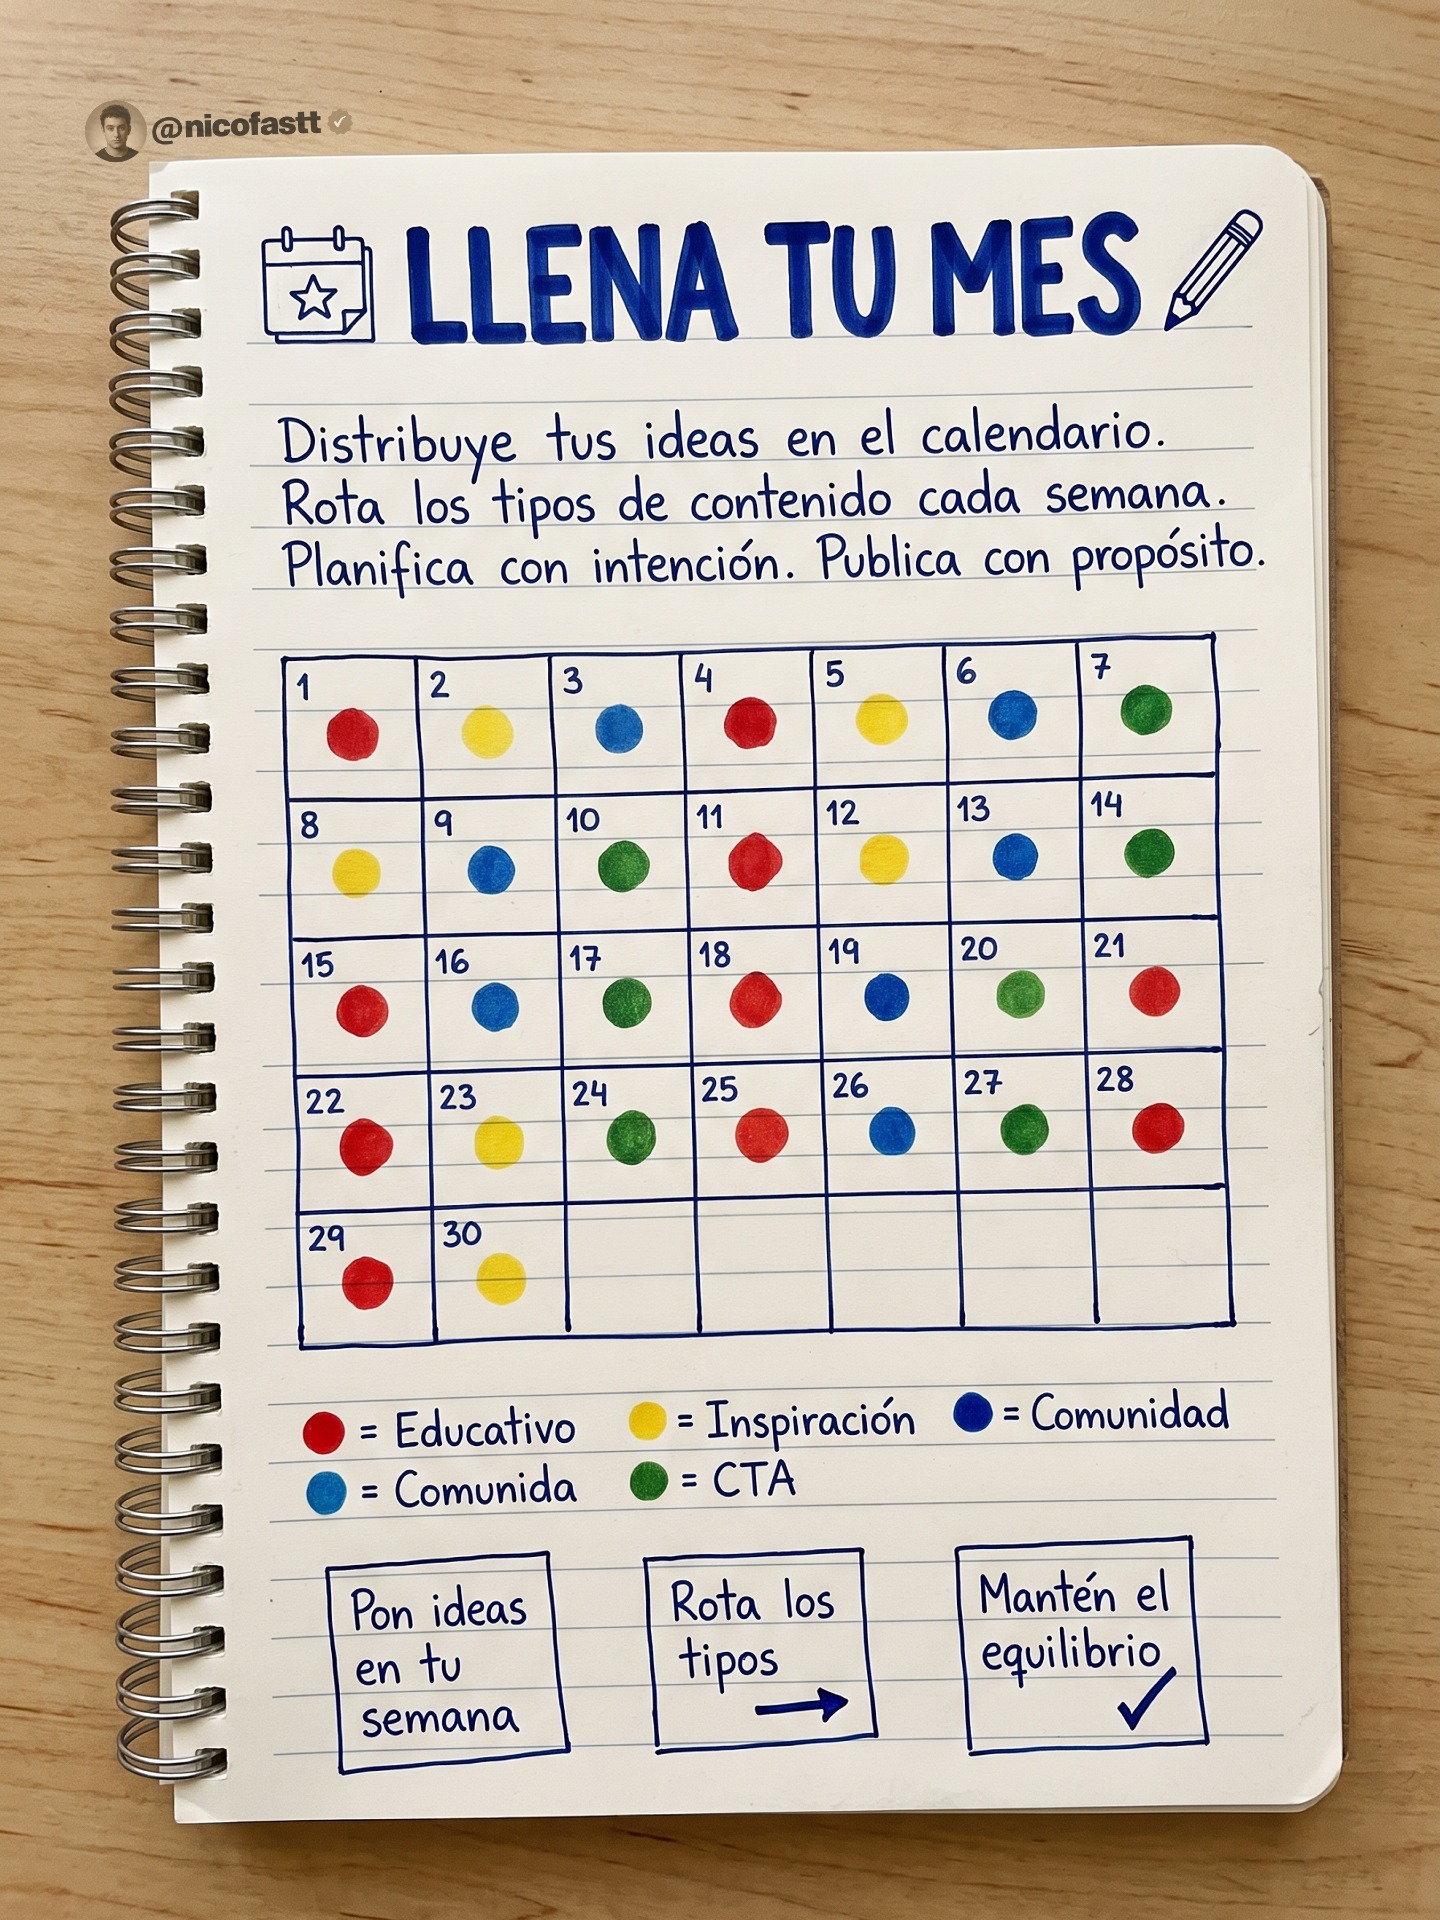 @nicofastt
LLENA TU MES
Distribuye tus ideas en el calendario.
Rota los tipos de contenido cada semana.
Planifica con intención. Publica con propósito.
1 2 3 4 5 6 7
8 9 10 11 12 13 14
15 16 17 18 19 20 21
22 23 24 25 26 27 28
29 30
= Educativo = Inspiración = Comunidad
= Comunida = CTA
Pon ideas
en tu
semana
Rota los
tipos
Mantén el
equilibrio